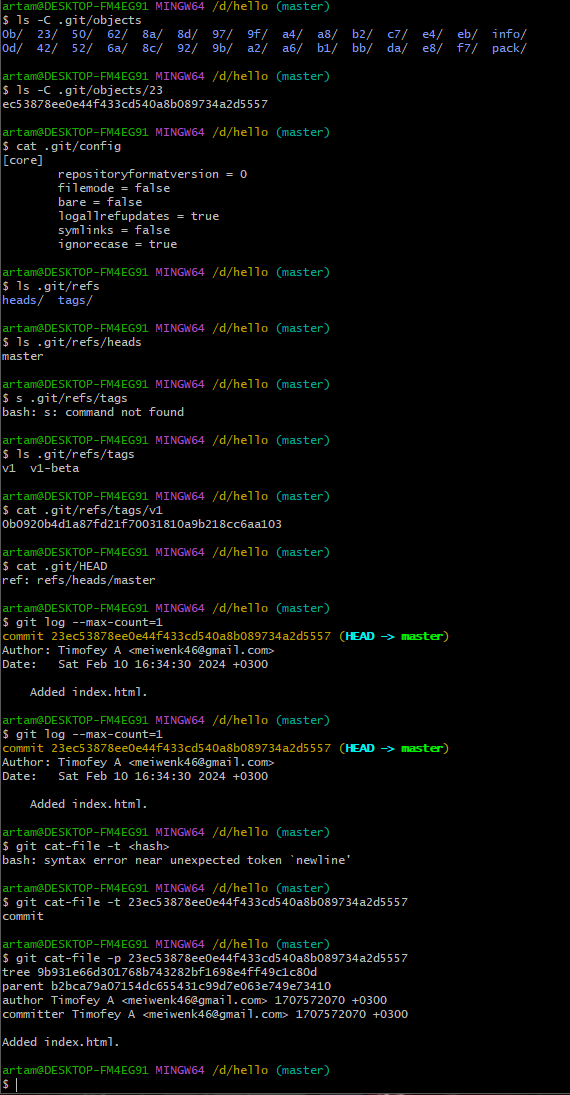 artam@DESKTOP-FM4EG91 MINGW64 /d/hello (master)
$ ls -C .git/objects
0b/  23/  50/  62/  8a/  8d/  97/  9f/  a4/  a8/  b2/  c7/  e4/  eb/  info/
0d/  42/  52/  6a/  8c/  92/  9b/  a2/  a6/  b1/  bb/  da/  e8/  f7/  pack/
artam@DESKTOP-FM4EG91 MINGW64 /d/hello (master)
$ ls -C .git/objects/23
ec53878ee0e44f433cd540a8b089734a2d5557
artam@DESKTOP-FM4EG91 MINGW64 /d/hello (master)
$ cat .git/config
[core]
        repositoryformatversion = 0
        filemode = false
        bare = false
        logallrefupdates = true
        symlinks = false
        ignorecase = true
artam@DESKTOP-FM4EG91 MINGW64 /d/hello (master)
$ ls .git/refs
heads/  tags/
artam@DESKTOP-FM4EG91 MINGW64 /d/hello (master)
$ ls .git/refs/heads
master
artam@DESKTOP-FM4EG91 MINGW64 /d/hello (master)
$ s .git/refs/tags
bash: s: command not found
artam@DESKTOP-FM4EG91 MINGW64 /d/hello (master)
$ ls .git/refs/tags
v1  v1-beta
artam@DESKTOP-FM4EG91 MINGW64 /d/hello (master)
$ cat .git/refs/tags/v1
0b0920b4d1a87fd21f70031810a9b218cc6aa103
artam@DESKTOP-FM4EG91 MINGW64 /d/hello (master)
$ cat .git/HEAD
ref: refs/heads/master
artam@DESKTOP-FM4EG91 MINGW64 /d/hello (master)
$ git log --max-count=1
commit 23ec53878ee0e44f433cd540a8b089734a2d5557 (HEAD -> master)
Author: Timofey A <meiwenk46@gmail.com>
Date:   Sat Feb 10 16:34:30 2024 +0300
    Added index.html.
artam@DESKTOP-FM4EG91 MINGW64 /d/hello (master)
$ git log --max-count=1
commit 23ec53878ee0e44f433cd540a8b089734a2d5557 (HEAD -> master)
Author: Timofey A <meiwenk46@gmail.com>
Date:   Sat Feb 10 16:34:30 2024 +0300
    Added index.html.
artam@DESKTOP-FM4EG91 MINGW64 /d/hello (master)
$ git cat-file -t <hash>
bash: syntax error near unexpected token `newline'
artam@DESKTOP-FM4EG91 MINGW64 /d/hello (master)
$ git cat-file -t 23ec53878ee0e44f433cd540a8b089734a2d5557
commit
artam@DESKTOP-FM4EG91 MINGW64 /d/hello (master)
$ git cat-file -p 23ec53878ee0e44f433cd540a8b089734a2d5557
tree 9b931e66d301768b743282bf1698e4ff49c1c80d
parent b2bca79a07154dc655431c99d7e063e749e73410
author Timofey A <meiwenk46@gmail.com> 1707572070 +0300
committer Timofey A <meiwenk46@gmail.com> 1707572070 +0300
Added index.html.
artam@DESKTOP-FM4EG91 MINGW64 /d/hello (master)
$